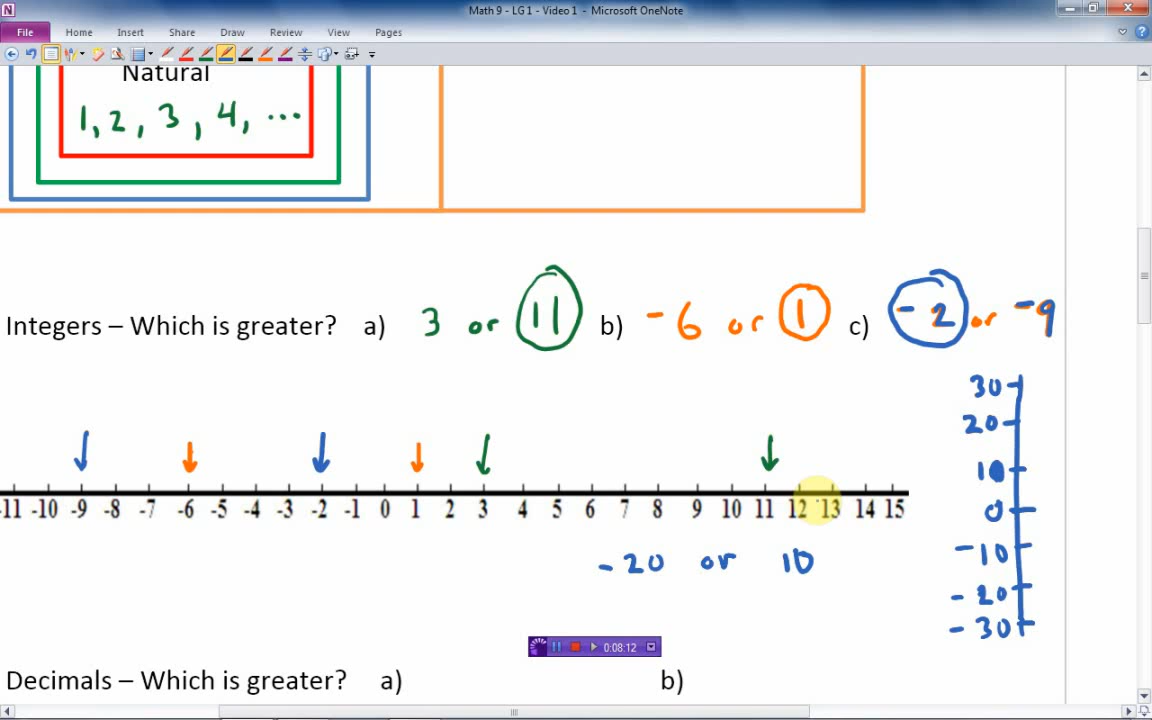 Math 9 - LG1 - Video 1 - Microsoft OneNote
File Home Insert Share Draw Review View Pages
Natural
1, 2, 3, 4, ...
Integers – Which is greater? a) 3 or 11 b) -6 or 1 c) -2 or -9
30
20
10
0
-10
-20
-30
-11 -10 -9 -8 -7 -6 -5 -4 -3 -2 -1 0 1 2 3 4 5 6 7 8 9 10 11 12 13 14 15
-20 or 10
0:08:12
Decimals – Which is greater? a) b)